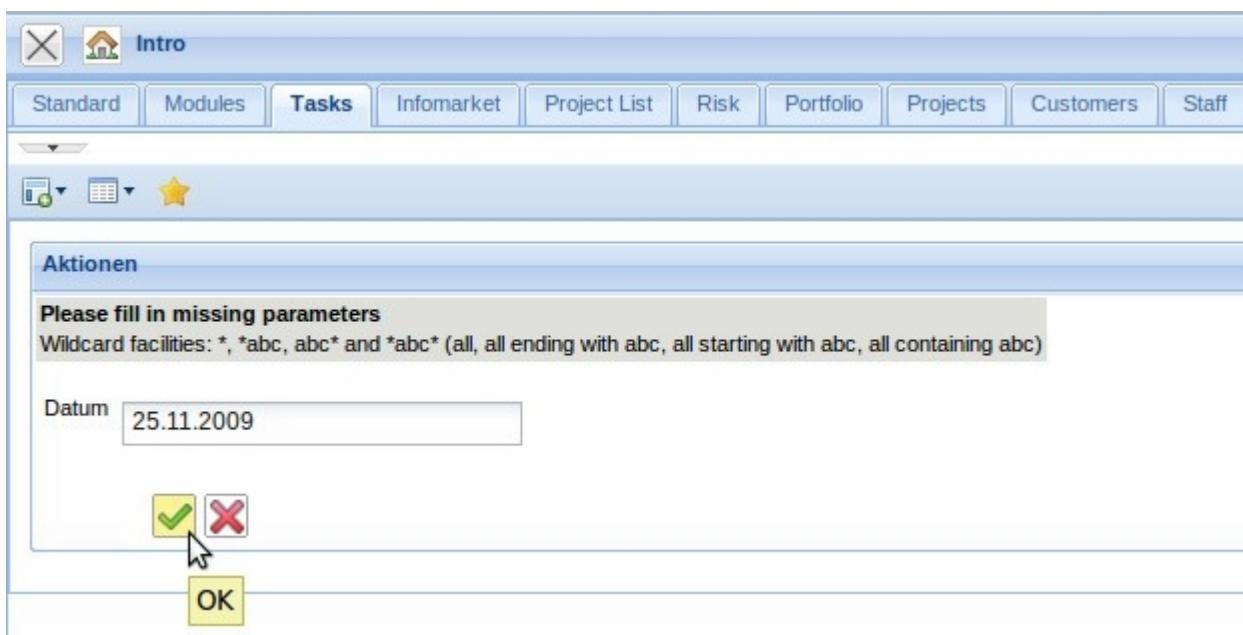 Intro
Standard Modules Tasks Infomarket Project List Risk Portfolio Projects Customers Staff
Aktionen
Please fill in missing parameters
Wildcard facilities: *, *abc, abc* and *abc* (all, all ending with abc, all starting with abc, all containing abc)
Datum 25.11.2009
OK